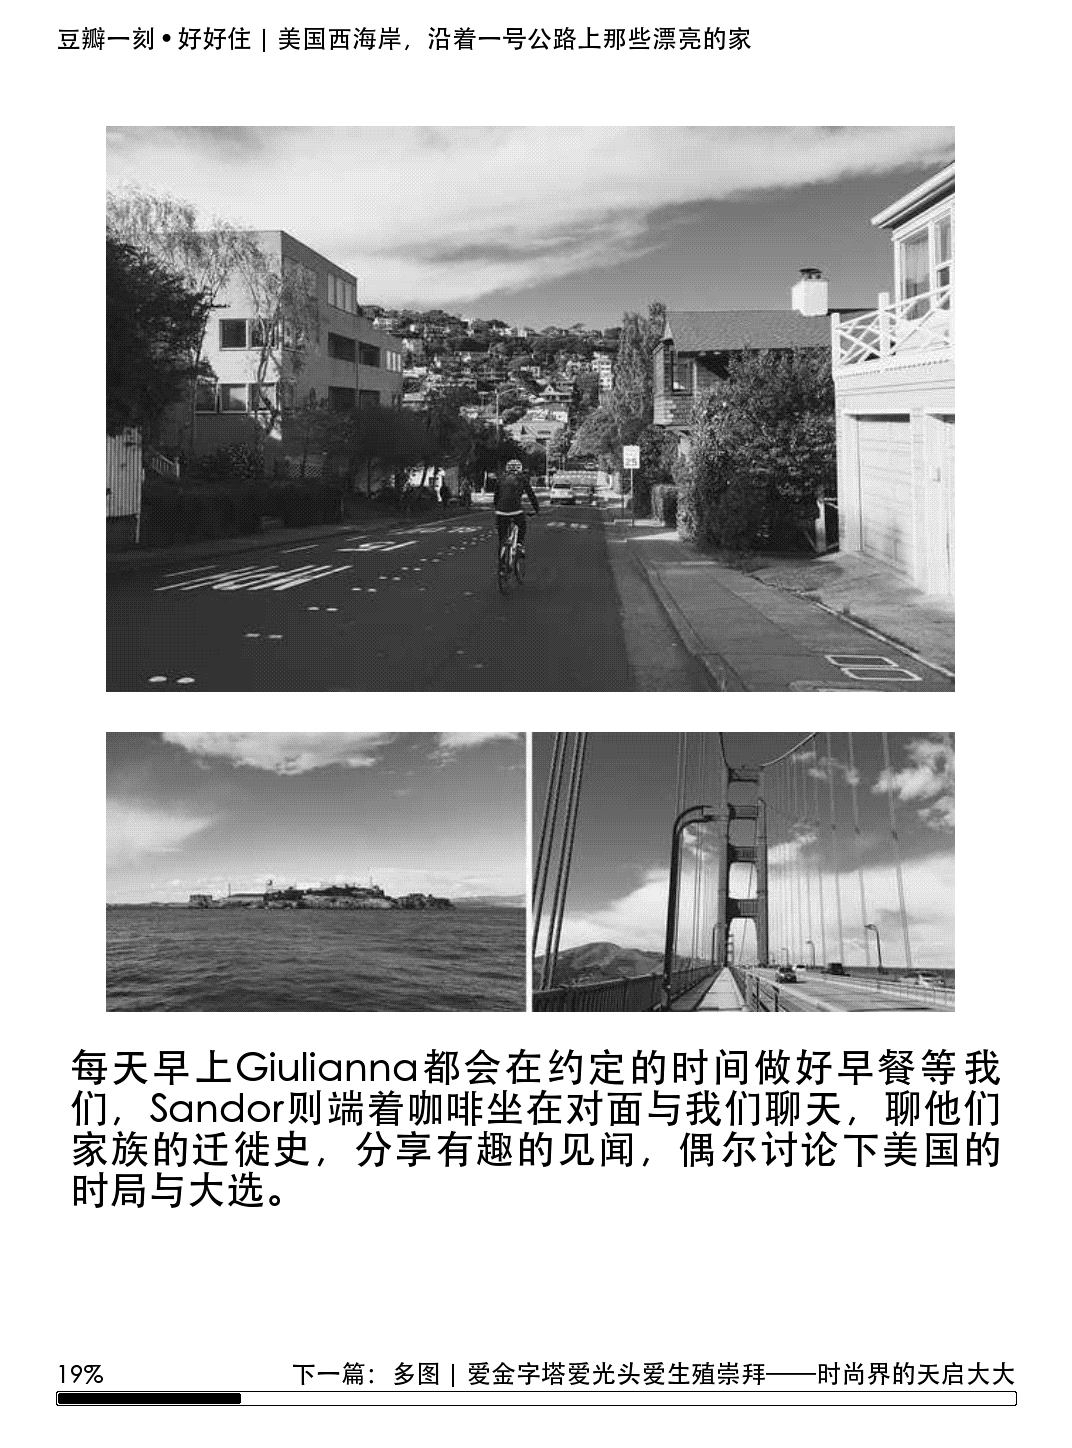 豆瓣一刻•好好住 | 美国西海岸，沿着一号公路上那些漂亮的家
SLOW
25
每天早上Giulianna都会在约定的时间做好早餐等我
们，Sandor则端着咖啡坐在对面与我们聊天，聊他们
家族的迁徙史，分享有趣的见闻，偶尔讨论下美国的
时局与大选。
19%
下一篇：多图 | 爱金字塔爱光头爱生殖崇拜——时尚界的天启大大